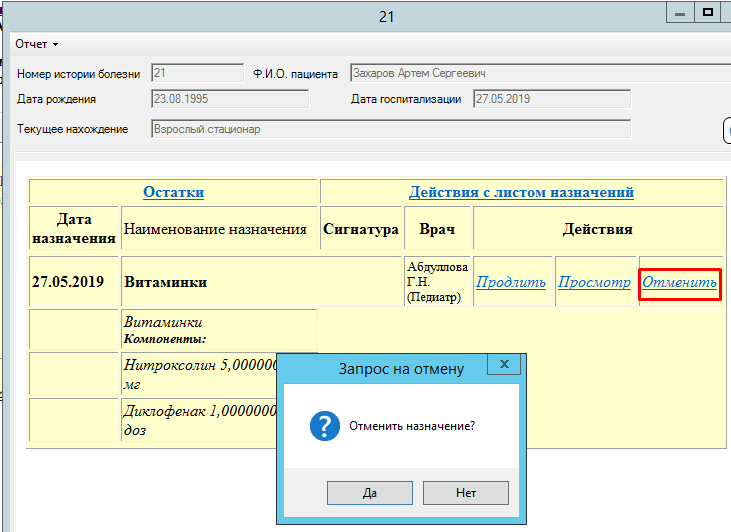 21
Отчет
Номер истории болезни 21 Ф.И.О. пациента Захаров Артем Сергеевич
Дата рождения 23.08.1995 Дата госпитализации 27.05.2019
Текущее нахождение Взрослый стационар
Остатки Действия с листом назначений
Дата назначения Наименование назначения Сигнатура Врач Действия
27.05.2019 Витаминки Абдуллова Г.Н. (Педиатр) Продлить Просмотр Отменить
Витаминки
Компоненты:
Нитроксолин 5,0000000
мг
Диклофенак 1,0000000
доз
Запрос на отмену
x
Отменить назначение?
Да Нет